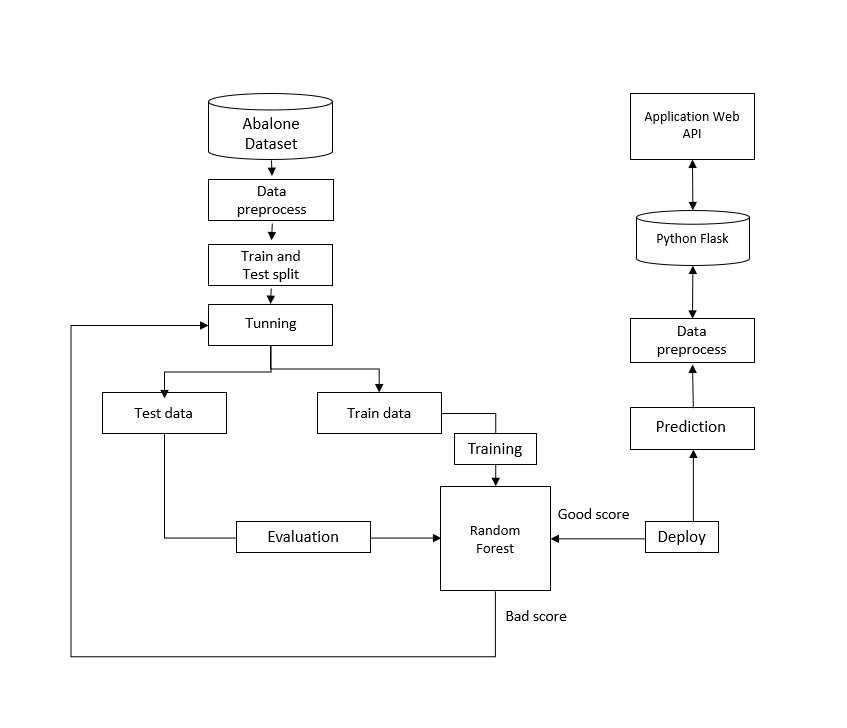 Abalone
Dataset
Data
preprocess
Train and
Test split
Tunning
Test data
Train data
Training
Evaluation
Random
Forest
Bad score
Good score
Deploy
Prediction
Data
preprocess
Python Flask
Application Web
API